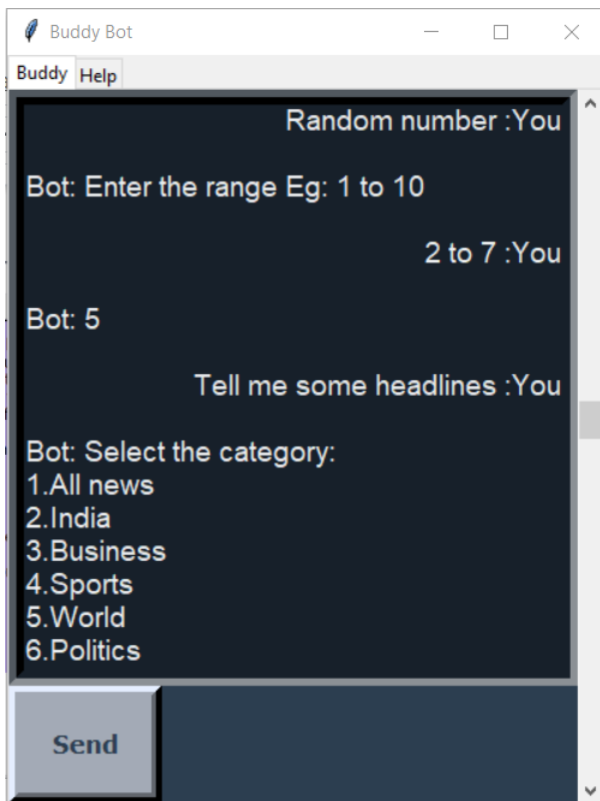 Buddy Bot
Buddy Help
Random number :You
Bot: Enter the range Eg: 1 to 10
2 to 7 :You
Bot: 5
Tell me some headlines :You
Bot: Select the category:
1.All news
2.India
3.Business
4.Sports
5.World
6.Politics
Send